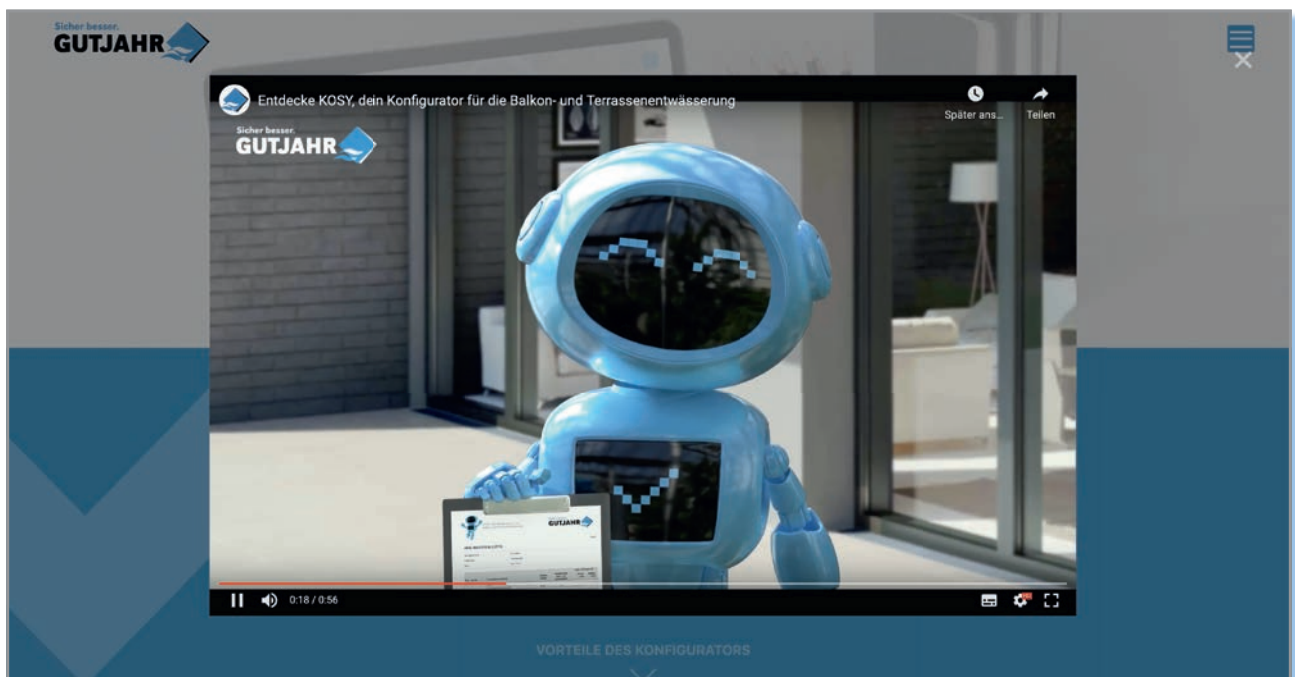 Sicher besser.
GUTJAHR
Entdecke KOSY, dein Konfigurator für die Balkon- und Terrassenentwässerung
Später ans...
Teilen
Sicher besser.
GUTJAHR
GUTJAHR
0:18 / 0:56
VORTEILE DES KONFIGURATORS